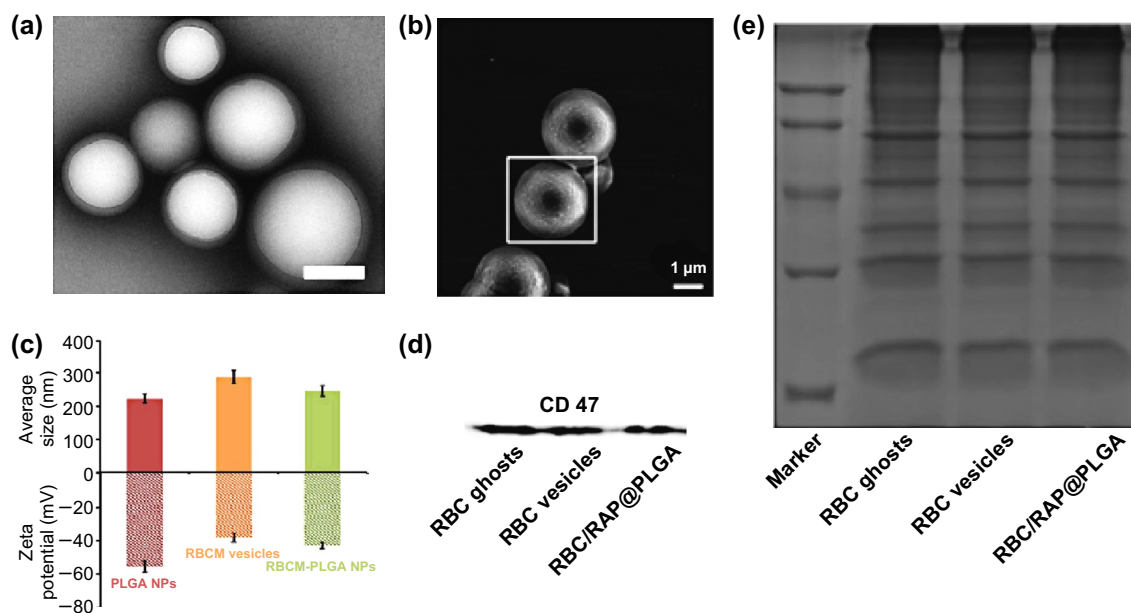 (a)
(b)
1 µm
(c)
Average
size (nm)
400
300
200
100
0
Zeta
potential (mV)
−20
−40
−60
−80
PLGA NPs
RBCM vesicles
RBCM-PLGA NPs
(d)
CD 47
RBC ghosts
RBC vesicles
RBC/RAP@PLGA
(e)
Marker
RBC ghosts
RBC vesicles
RBC/RAP@PLGA